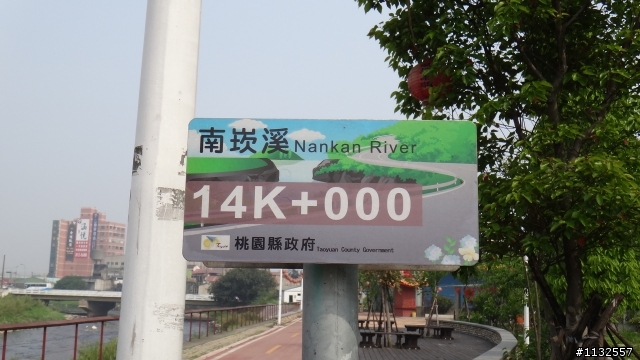 南崁溪 Nankan River
14K+000
桃園縣政府 Taoyuan County Government
#1132557